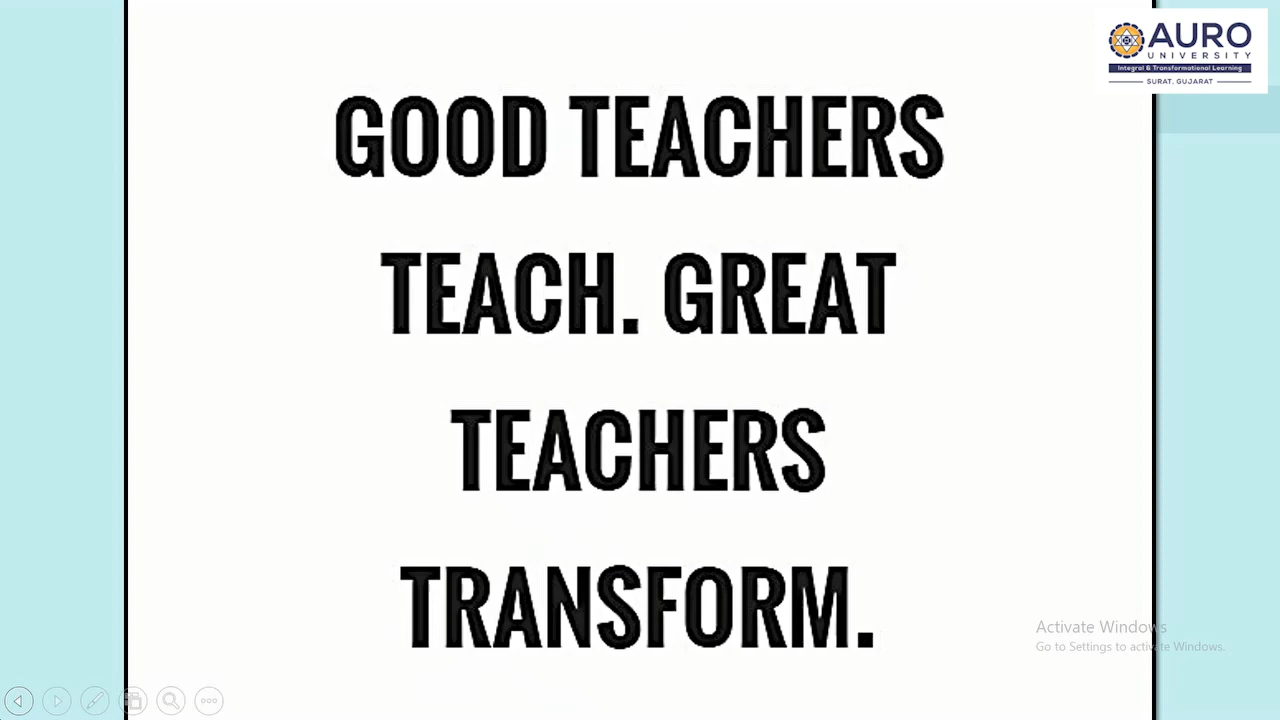 AURO
UNIVERSITY
Integral & Transformational Learning
SURAT, GUJARAT
GOOD TEACHERS
TEACH. GREAT
TEACHERS
TRANSFORM.
Activate Windows
Go to Settings to activate Windows.